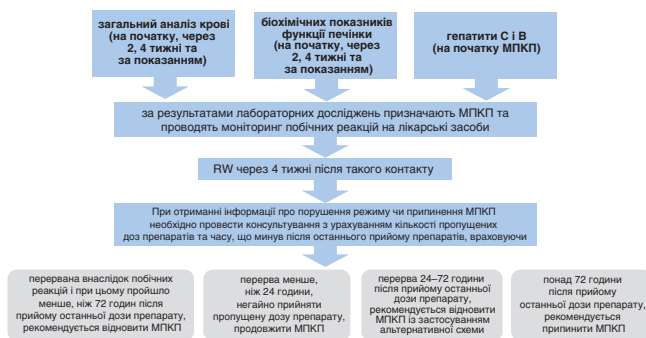 загальний аналіз крові
(на початку, через
2, 4 тижні та
за показанням)
біохімічних показників
функції печінки
(на початку, через
2, 4 тижні та
за показанням)
гепатити С і В
(на початку МПКП)
за результатами лабораторних досліджень призначають МПКП та
проводять моніторинг побічних реакцій на лікарські засоби
RW через 4 тижні після такого контакту
При отриманні інформації про порушення режиму чи припинення МПКП
необхідно провести консультування з урахуванням кількості пропущених
доз препаратів та часу, що минув після останнього прийому препаратів, враховуючи
перервана внаслідок побічних
реакцій і при цьому пройшло
менше, ніж 72 годин після
прийому останньої дози препарату,
рекомендується відновити МПКП
перерва менше,
ніж 24 години,
негайно прийняти
пропущену дозу препарату,
продовжити МПКП
перерва 24–72 години
після прийому останньої
дози препарату,
рекомендується відновити
МПКП із застосуванням
альтернативної схеми
понад 72 години
після прийому
останньої дози препарату,
рекомендується
припинити МПКП